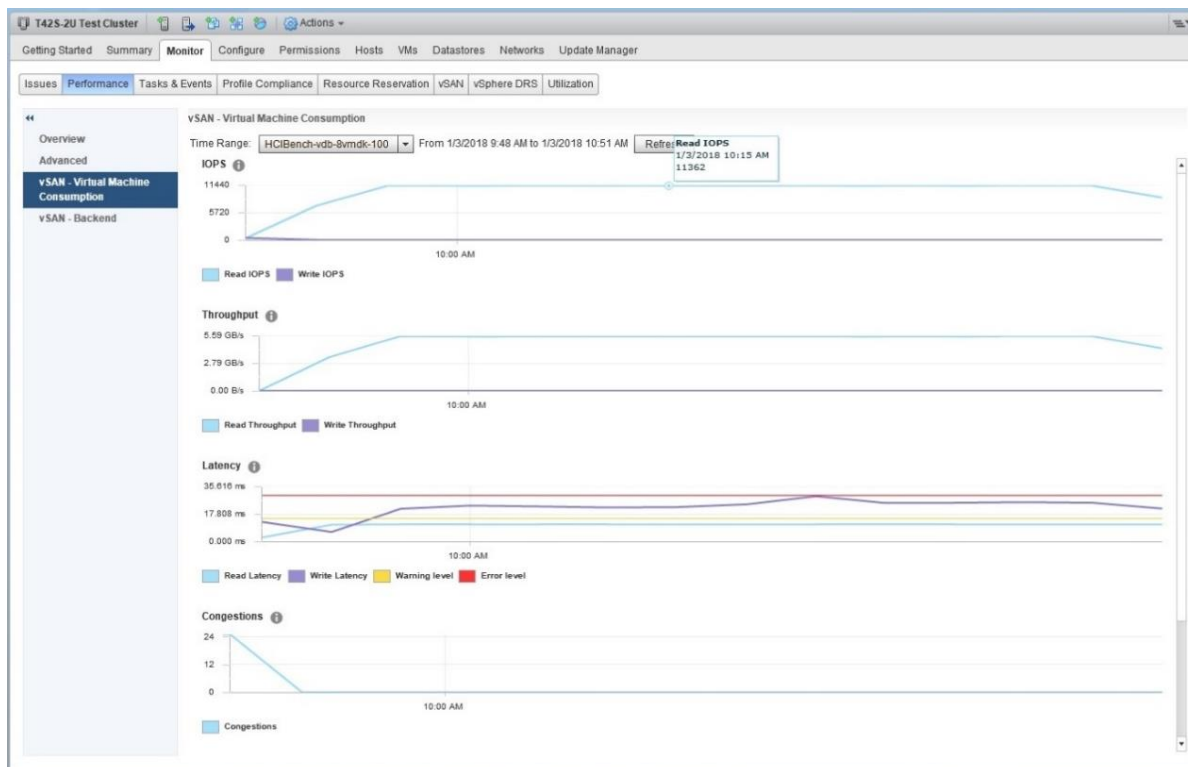 T42S-2U Test Cluster Actions
Getting Started Summary Monitor Configure Permissions Hosts VMs Datastores Networks Update Manager
Issues Performance Tasks & Events Profile Compliance Resource Reservation vSAN vSphere DRS Utilization
Overview
Advanced
vSAN - Virtual Machine
Consumption
vSAN - Backend
vSAN - Virtual Machine Consumption
Time Range: HCIBench-vdb-8vmdk-100 From 1/3/2018 9:48 AM to 1/3/2018 10:51 AM Refres
Read IOPS
1/3/2018 10:15 AM
11362
IOPS
11440
5720
0
10:00 AM
Read IOPS Write IOPS
Throughput
5.59 GB/s
2.79 GB/s
0.00 B/s
10:00 AM
Read Throughput Write Throughput
Latency
35.616 ms
17.808 ms
0.000 ms
10:00 AM
Read Latency Write Latency Warning level Error level
Congestions
24
12
0
10:00 AM
Congestions